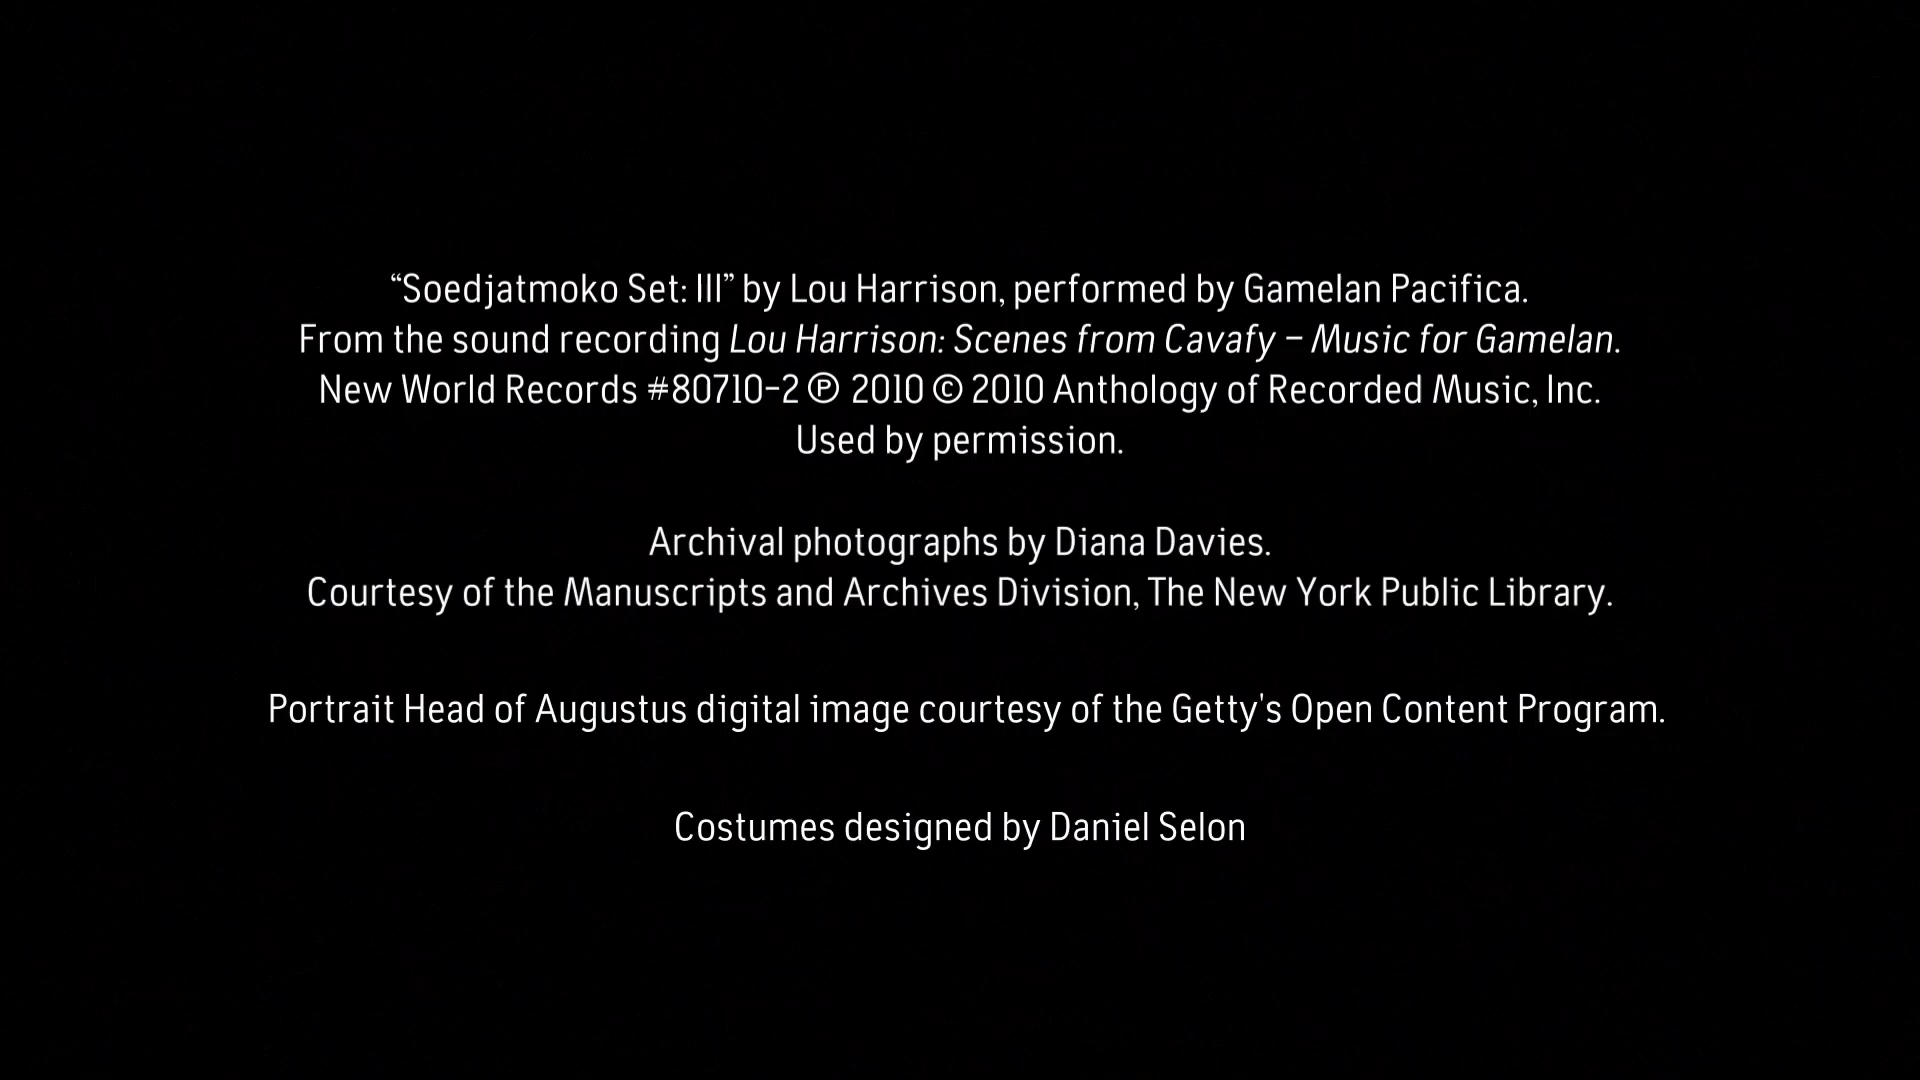 “Soedjatmoko Set: III” by Lou Harrison, performed by Gamelan Pacifica.
From the sound recording Lou Harrison: Scenes from Cavafy – Music for Gamelan.
New World Records #80710-2 ℗ 2010 © 2010 Anthology of Recorded Music, Inc.
Used by permission.
Archival photographs by Diana Davies.
Courtesy of the Manuscripts and Archives Division, The New York Public Library.
Portrait Head of Augustus digital image courtesy of the Getty's Open Content Program.
Costumes designed by Daniel Selon